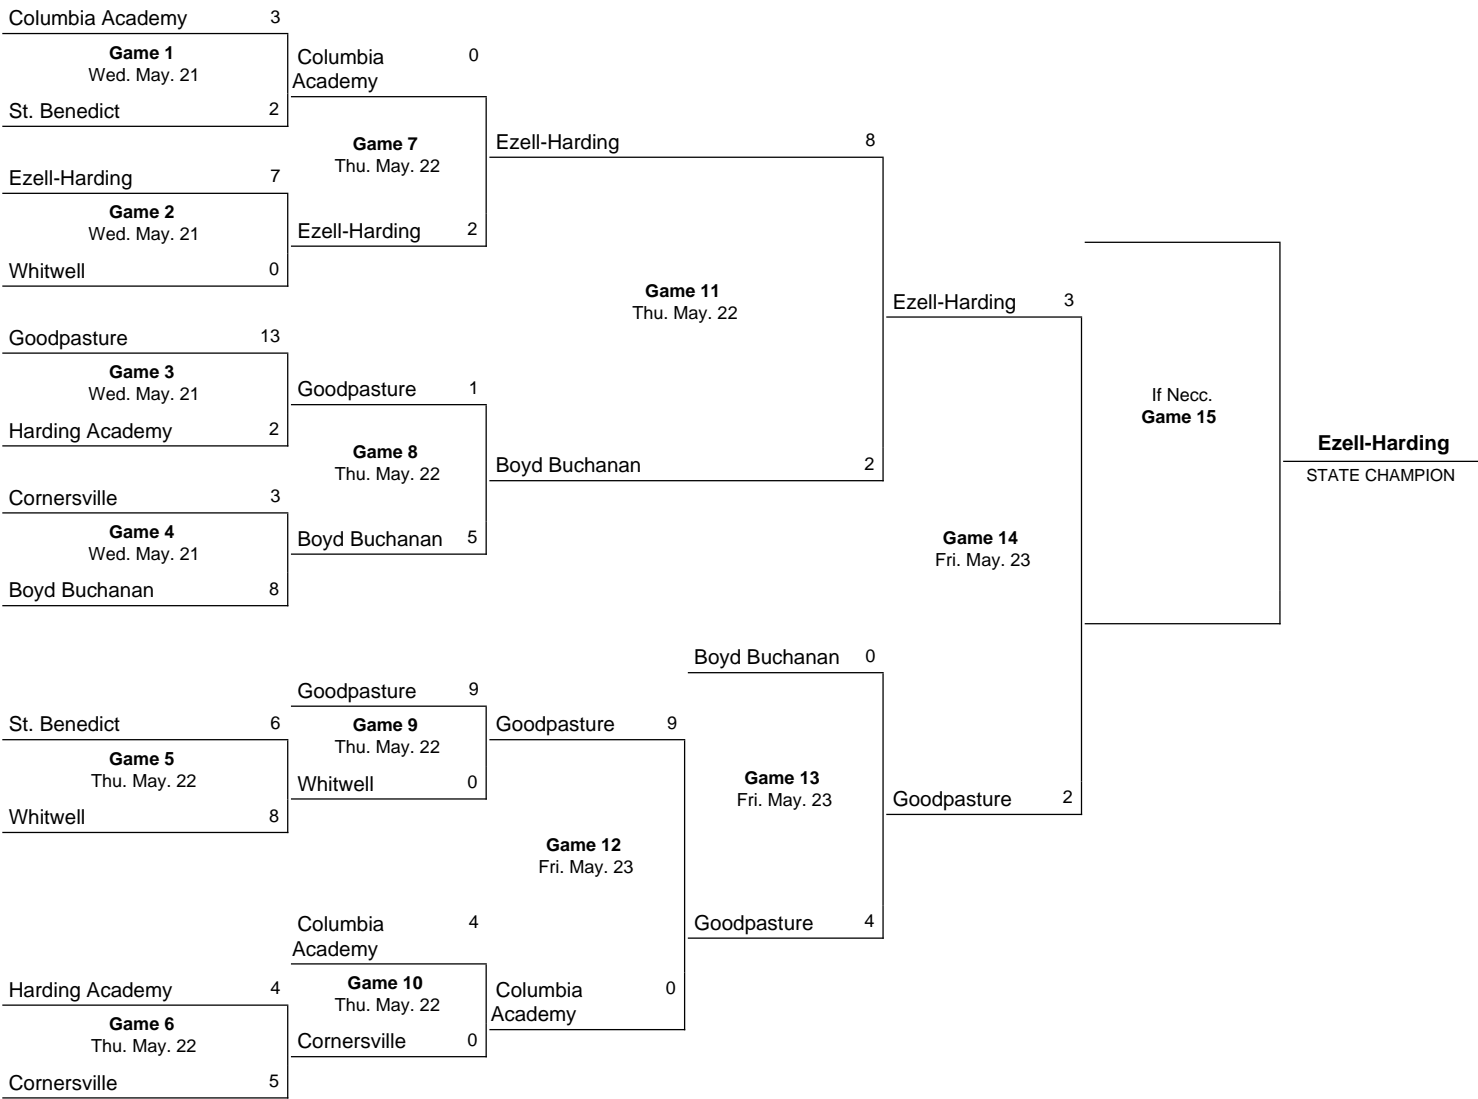 Columbia Academy 3
Game 1
Wed. May. 21
St. Benedict 2
Ezell-Harding 7
Game 2
Wed. May. 21
Whitwell 0
Goodpasture 13
Game 3
Wed. May. 21
Harding Academy 2
Cornersville 3
Game 4
Wed. May. 21
Boyd Buchanan 8
St. Benedict 6
Game 5
Thu. May. 22
Whitwell 8
Harding Academy 4
Game 6
Thu. May. 22
Cornersville 5
Columbia 0
Academy
Game 7
Thu. May. 22
Ezell-Harding 2
Goodpasture 1
Game 8
Thu. May. 22
Boyd Buchanan 5
Goodpasture 9
Game 9
Thu. May. 22
Whitwell 0
Columbia 4
Academy
Game 10
Thu. May. 22
Cornersville 0
Ezell-Harding 8
Game 11
Thu. May. 22
Boyd Buchanan 2
Goodpasture 9
Game 12
Fri. May. 23
Columbia 0
Academy
Boyd Buchanan 0
Game 13
Fri. May. 23
Goodpasture 4
Ezell-Harding 3
Game 14
Fri. May. 23
Goodpasture 2
If Necc.
Game 15
Ezell-Harding
STATE CHAMPION